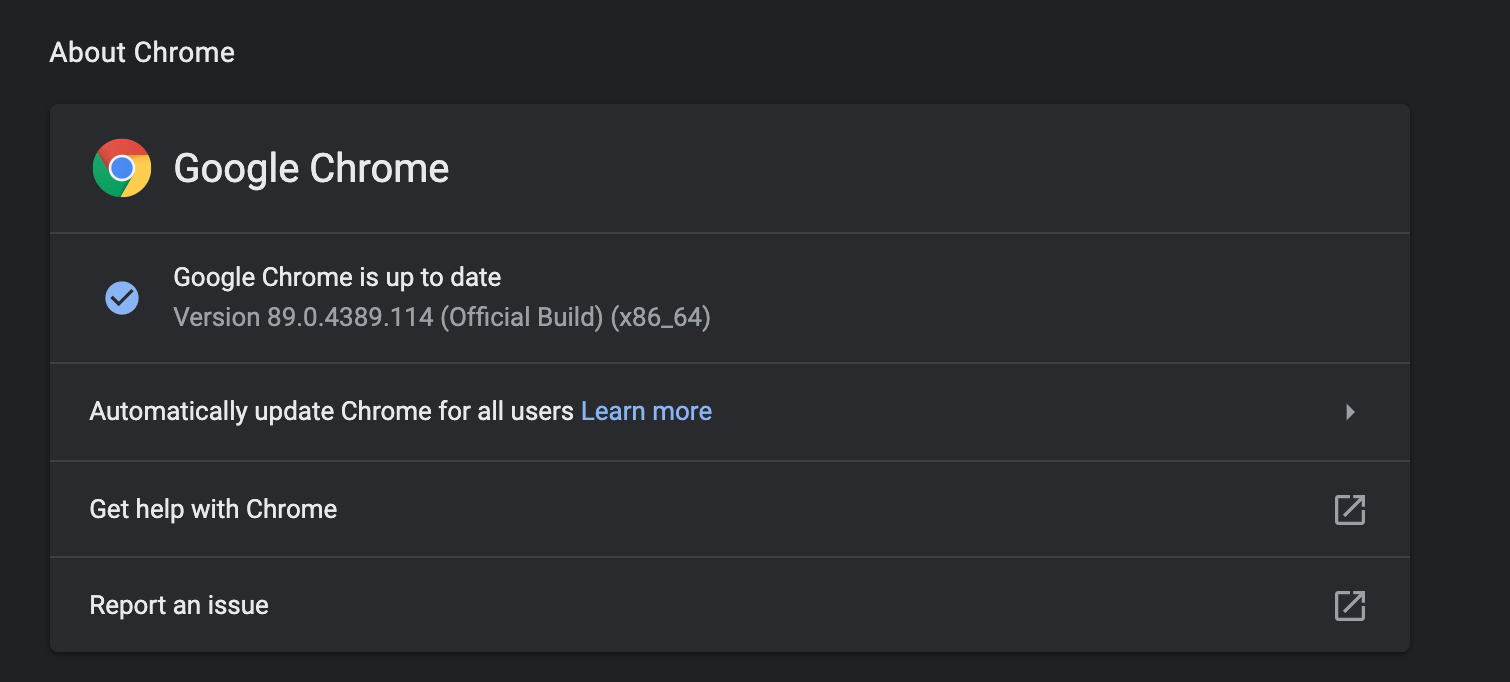 About Chrome
Google Chrome
Google Chrome is up to date
Version 89.0.4389.114 (Official Build) (x86_64)
Automatically update Chrome for all users Learn more
Get help with Chrome
Report an issue